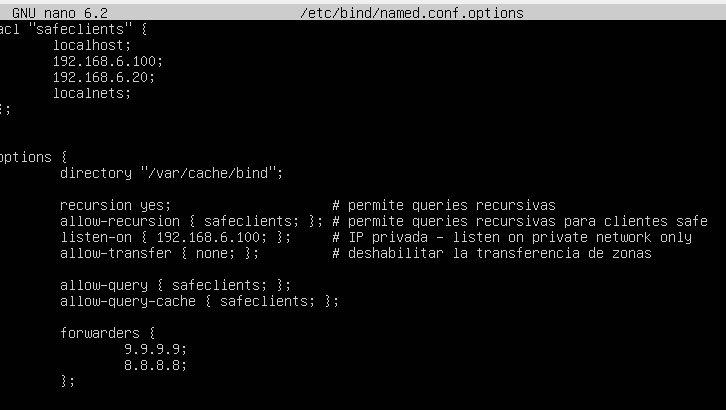 GNU nano 6.2 /etc/bind/named.conf.options
acl "safeclients" {
localhost;
192.168.6.100;
192.168.6.20;
localnets;
};
options {
directory "/var/cache/bind";
recursion yes; # permite queries recursivas
allow-recursion { safeclients; }; # permite queries recursivas para clientes safe
listen-on { 192.168.6.100; }; # IP privada - listen on private network only
allow-transfer { none; }; # deshabilitar la transferencia de zonas
allow-query { safeclients; };
allow-query-cache { safeclients; };
forwarders {
9.9.9.9;
8.8.8.8;
};